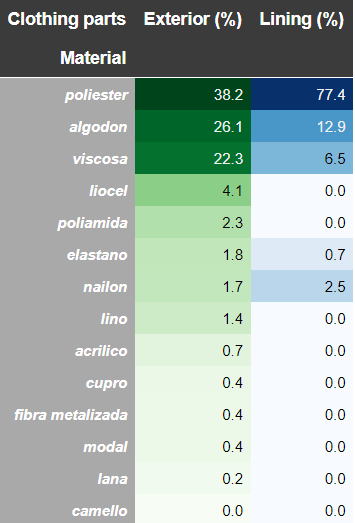 Clothing parts Exterior (%) Lining (%)
Material
poliester 38.2 77.4
algodon 26.1 12.9
viscosa 22.3 6.5
liocel 4.1 0.0
poliamida 2.3 0.0
elastano 1.8 0.7
nailon 1.7 2.5
lino 1.4 0.0
acrilico 0.7 0.0
cupro 0.4 0.0
fibra metalizada 0.4 0.0
modal 0.4 0.0
lana 0.2 0.0
camello 0.0 0.0